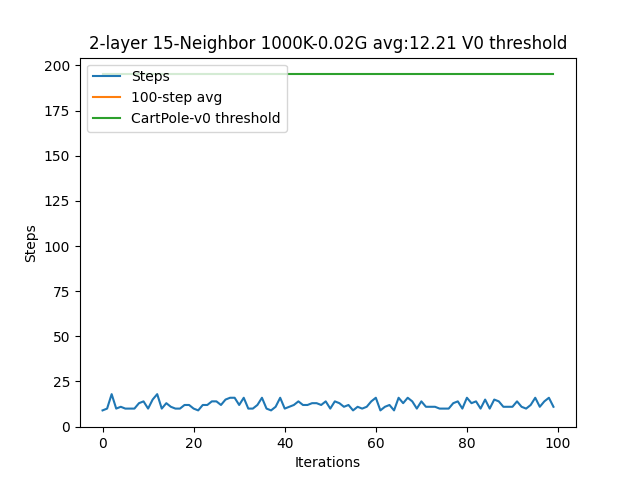 2-layer 15-Neighbor 1000K-0.02G avg:12.21 V0 threshold
Steps
100-step avg
CartPole-v0 threshold
200
175
150
125
100
75
50
25
0
Steps
0
20
40
60
80
100
Iterations